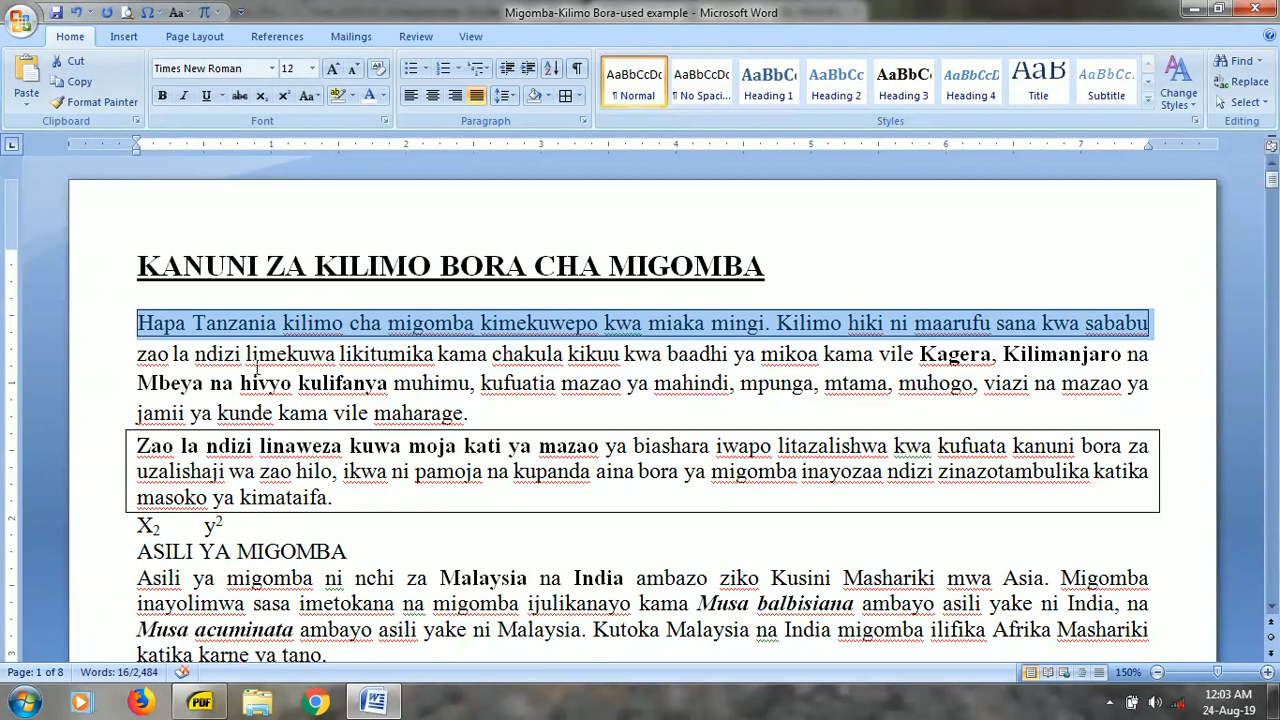 Migomba-Kilimo Bora-used example - Microsoft Word
Home Insert Page Layout References Mailings Review View
Paste
Cut
Copy
Format Painter
Clipboard
Times New Roman 12
Font
Paragraph
AaBbCcDc AaBbCcDc AaBbC AaBbCc AaBbCc AaBbCcD AaBbC AaBbCcDc
¶ Normal ¶ No Spaci... Heading 1 Heading 2 Heading 3 Heading 4 Title Subtitle
Change Styles
Styles
Find
Replace
Select
Editing
1 2 3 4 5 6 7
KANUNI ZA KILIMO BORA CHA MIGOMBA
Hapa Tanzania kilimo cha migomba kimekuwepo kwa miaka mingi. Kilimo hiki ni maarufu sana kwa sababu
zao la ndizi limekuwa likitumika kama chakula kikuu kwa baadhi ya mikoa kama vile Kagera, Kilimanjaro na
Mbeya na hivyo kulifanya muhimu, kufuatia mazao ya mahindi, mpunga, mtama, muhogo, viazi na mazao ya
jamii ya kunde kama vile maharage.
Zao la ndizi linaweza kuwa moja kati ya mazao ya biashara iwapo litazalishwa kwa kufuata kanuni bora za
uzalishaji wa zao hilo, ikwa ni pamoja na kupanda aina bora ya migomba inayozaa ndizi zinazotambulika katika
masoko ya kimataifa.
X₂ y²
ASILI YA MIGOMBA
Asili ya migomba ni nchi za Malaysia na India ambazo ziko Kusini Mashariki mwa Asia. Migomba
inayolimwa sasa imetokana na migomba ijulikanayo kama Musa balbisiana ambayo asili yake ni India, na
Musa acuminata ambayo asili yake ni Malaysia. Kutoka Malaysia na India migomba ilifika Afrika Mashariki
katika karne ya tano.
Page: 1 of 8 Words: 16/2,484 150%
PDF
12:03 AM
24-Aug-19